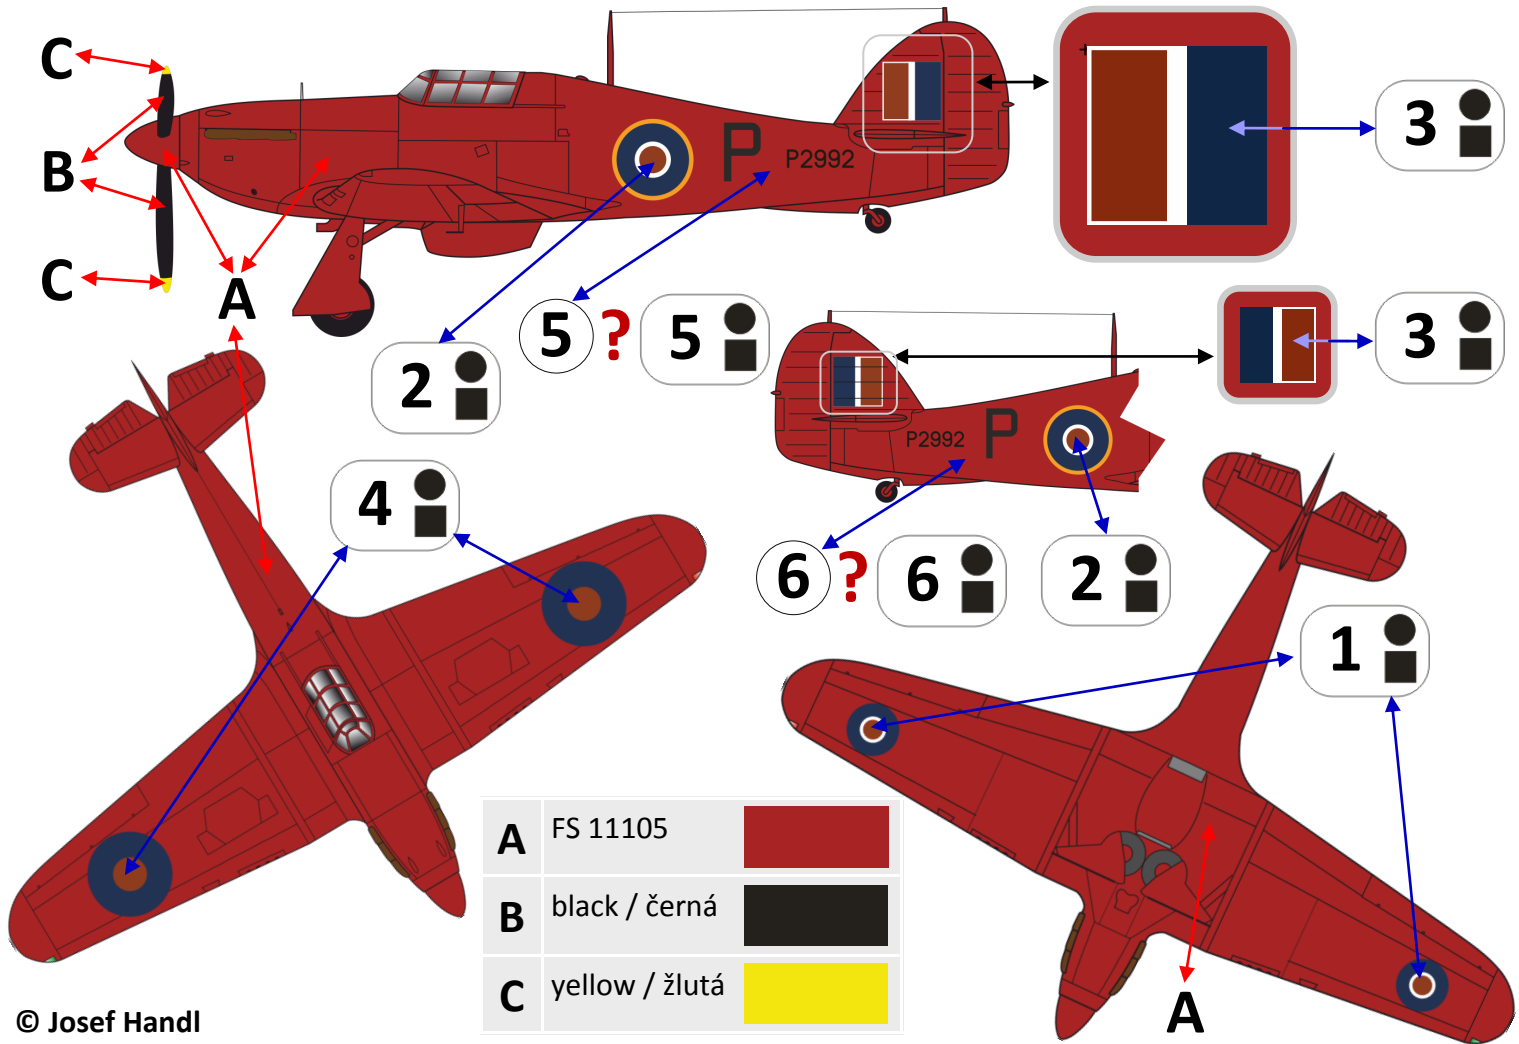 C
B
C
A
P
P2992
3
5 ? 5
2
3
P2992 P
4
6 ? 6
2
1
A FS 11105
B black / černá
C yellow / žlutá
A
© Josef Handl